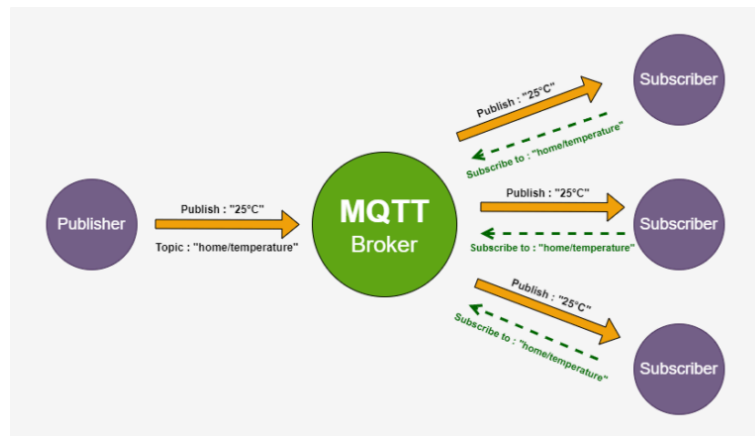 Publisher
Publish : "25°C"
Topic : "home/temperature"
MQTT
Broker
Publish : "25°C"
Subscribe to : "home/temperature"
Subscriber
Publish : "25°C"
Subscribe to : "home/temperature"
Subscriber
Publish : "25°C"
Subscribe to : "home/temperature"
Subscriber